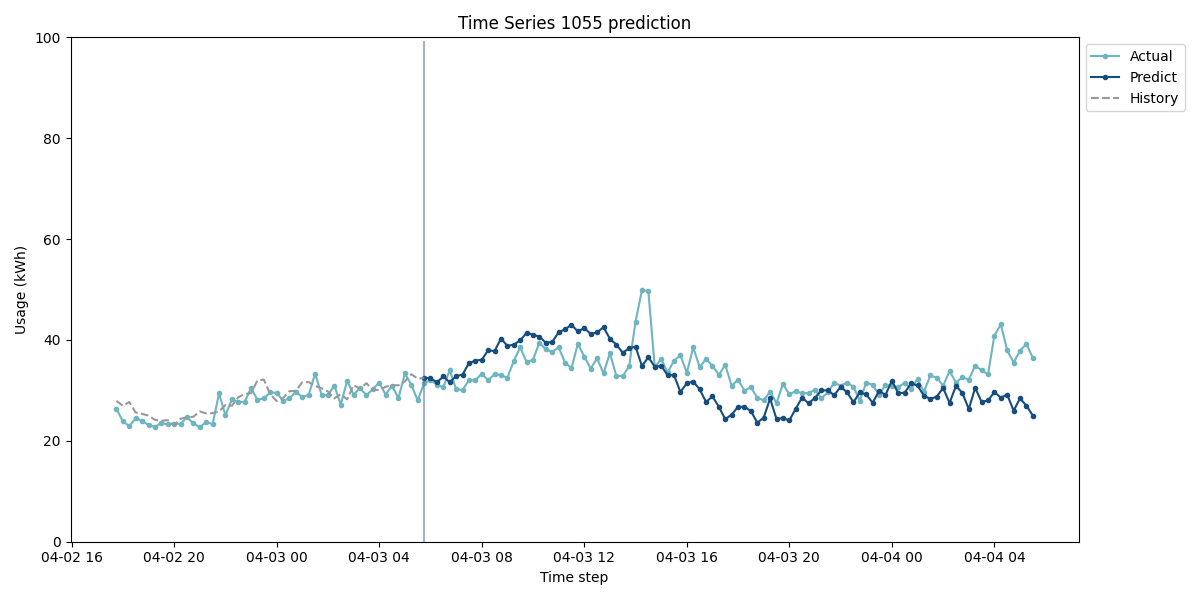 Time Series 1055 prediction
100
80
60
40
20
0
Usage (kWh)
04-02 16
04-02 20
04-03 00
04-03 04
04-03 08
04-03 12
04-03 16
04-03 20
04-04 00
04-04 04
Time step
Actual
Predict
History